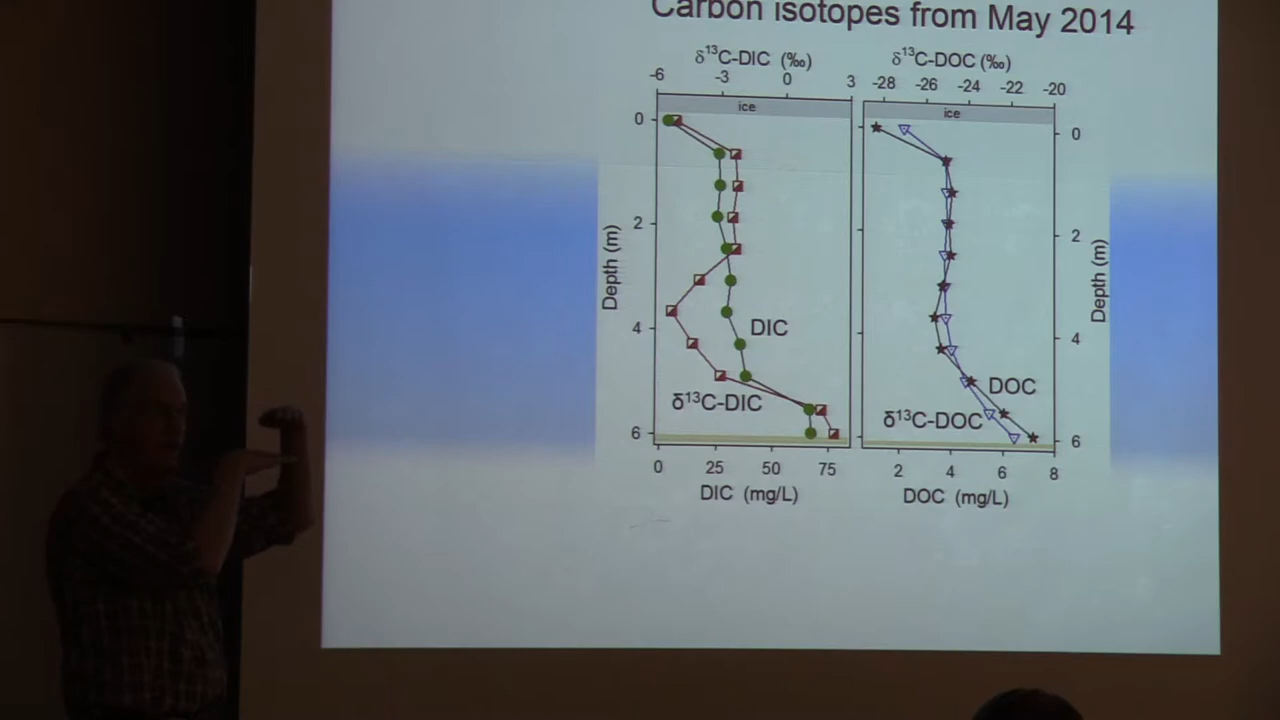 Carbon isotopes from May 2014
δ¹³C-DIC (‰)
-6 -3 0 3
ice
0
2
4
6
Depth (m)
DIC
δ¹³C-DIC
0 25 50 75
DIC (mg/L)
δ¹³C-DOC (‰)
-28 -26 -24 -22 -20
ice
0
2
4
6
Depth (m)
DOC
δ¹³C-DOC
2 4 6 8
DOC (mg/L)